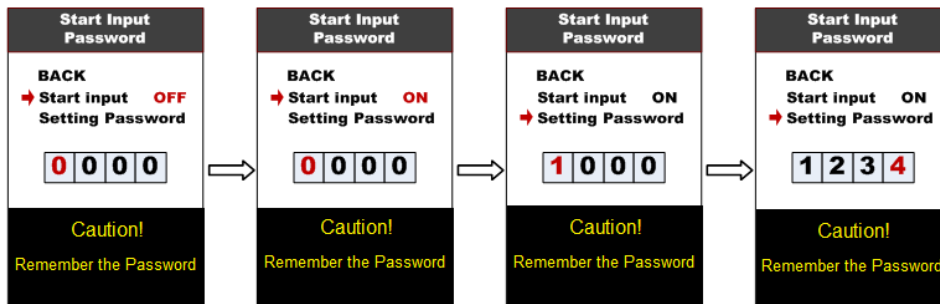 Start Input
Password
BACK
Start input OFF
Setting Password
0 0 0 0
Caution!
Remember the Password
Start Input
Password
BACK
Start input ON
Setting Password
0 0 0 0
Caution!
Remember the Password
Start Input
Password
BACK
Start input ON
Setting Password
1 0 0 0
Caution!
Remember the Password
Start Input
Password
BACK
Start input ON
Setting Password
1 2 3 4
Caution!
Remember the Password